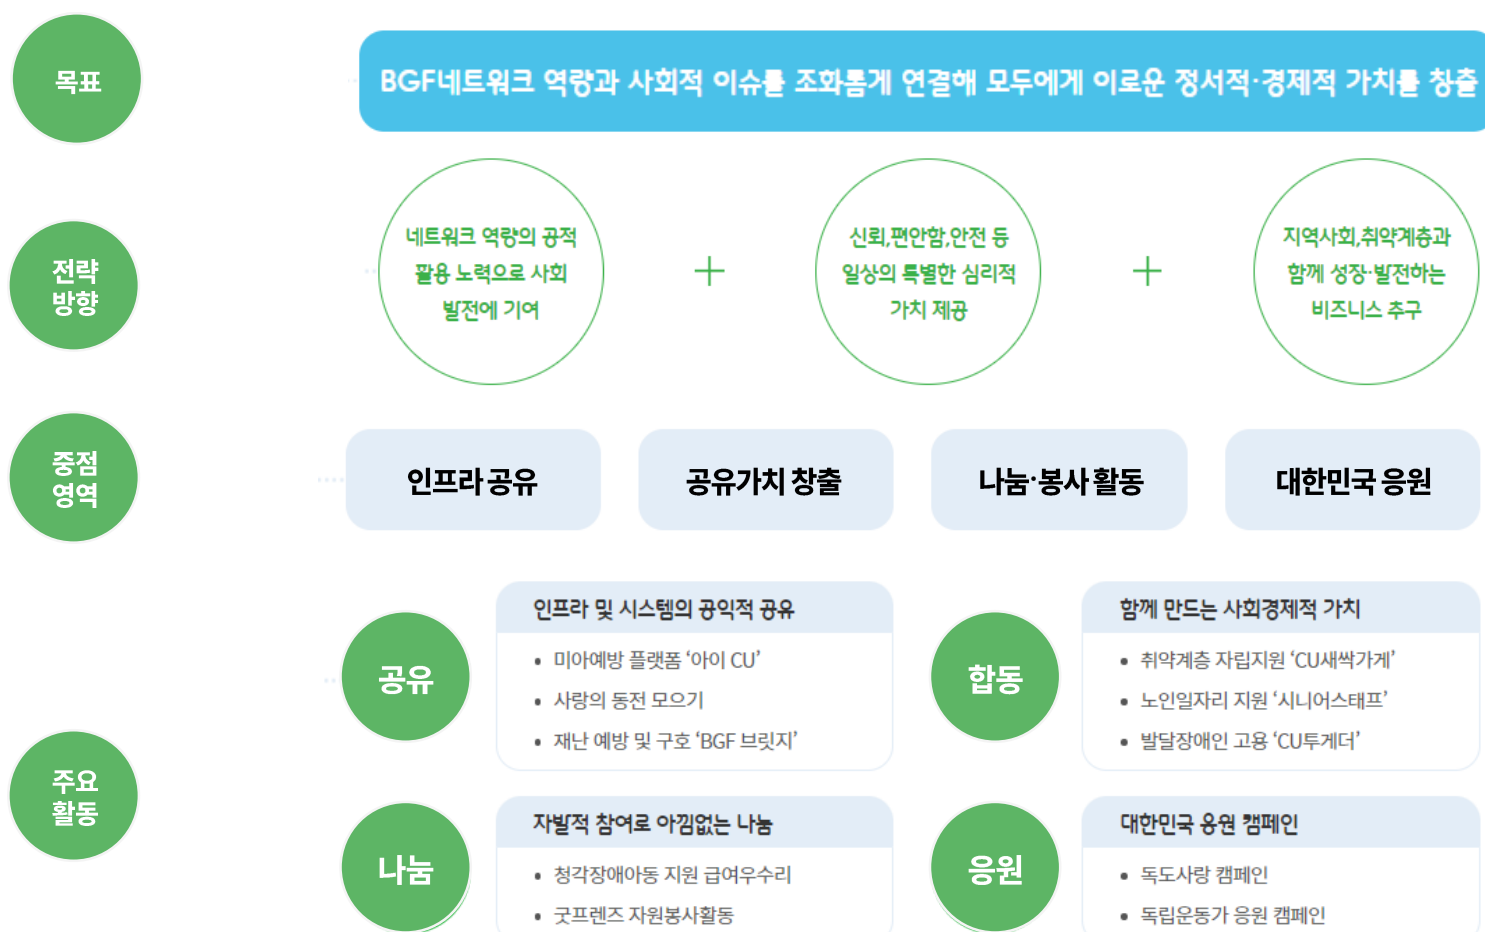 목표
BGF네트워크 역량과 사회적 이슈를 조화롭게 연결해 모두에게 이로운 정서적·경제적 가치를 창출
전략
방향
네트워크 역량의 공적
활용 노력으로 사회
발전에 기여
+
신뢰,편안함,안전 등
일상의 특별한 심리적
가치 제공
+
지역사회,취약계층과
함께 성장·발전하는
비즈니스 추구
중점
영역
인프라 공유
공유가치 창출
나눔·봉사 활동
대한민국 응원
주요
활동
공유
인프라 및 시스템의 공익적 공유
• 미아예방 플랫폼 ‘아이 CU’
• 사랑의 동전 모으기
• 재난 예방 및 구호 ‘BGF 브릿지’
합동
함께 만드는 사회경제적 가치
• 취약계층 자립지원 ‘CU새싹가게’
• 노인일자리 지원 ‘시니어스태프’
• 발달장애인 고용 ‘CU투게더’
나눔
자발적 참여로 아낌없는 나눔
• 청각장애아동 지원 급여우수리
• 굿프렌즈 자원봉사활동
응원
대한민국 응원 캠페인
• 독도사랑 캠페인
• 독립운동가 응원 캠페인